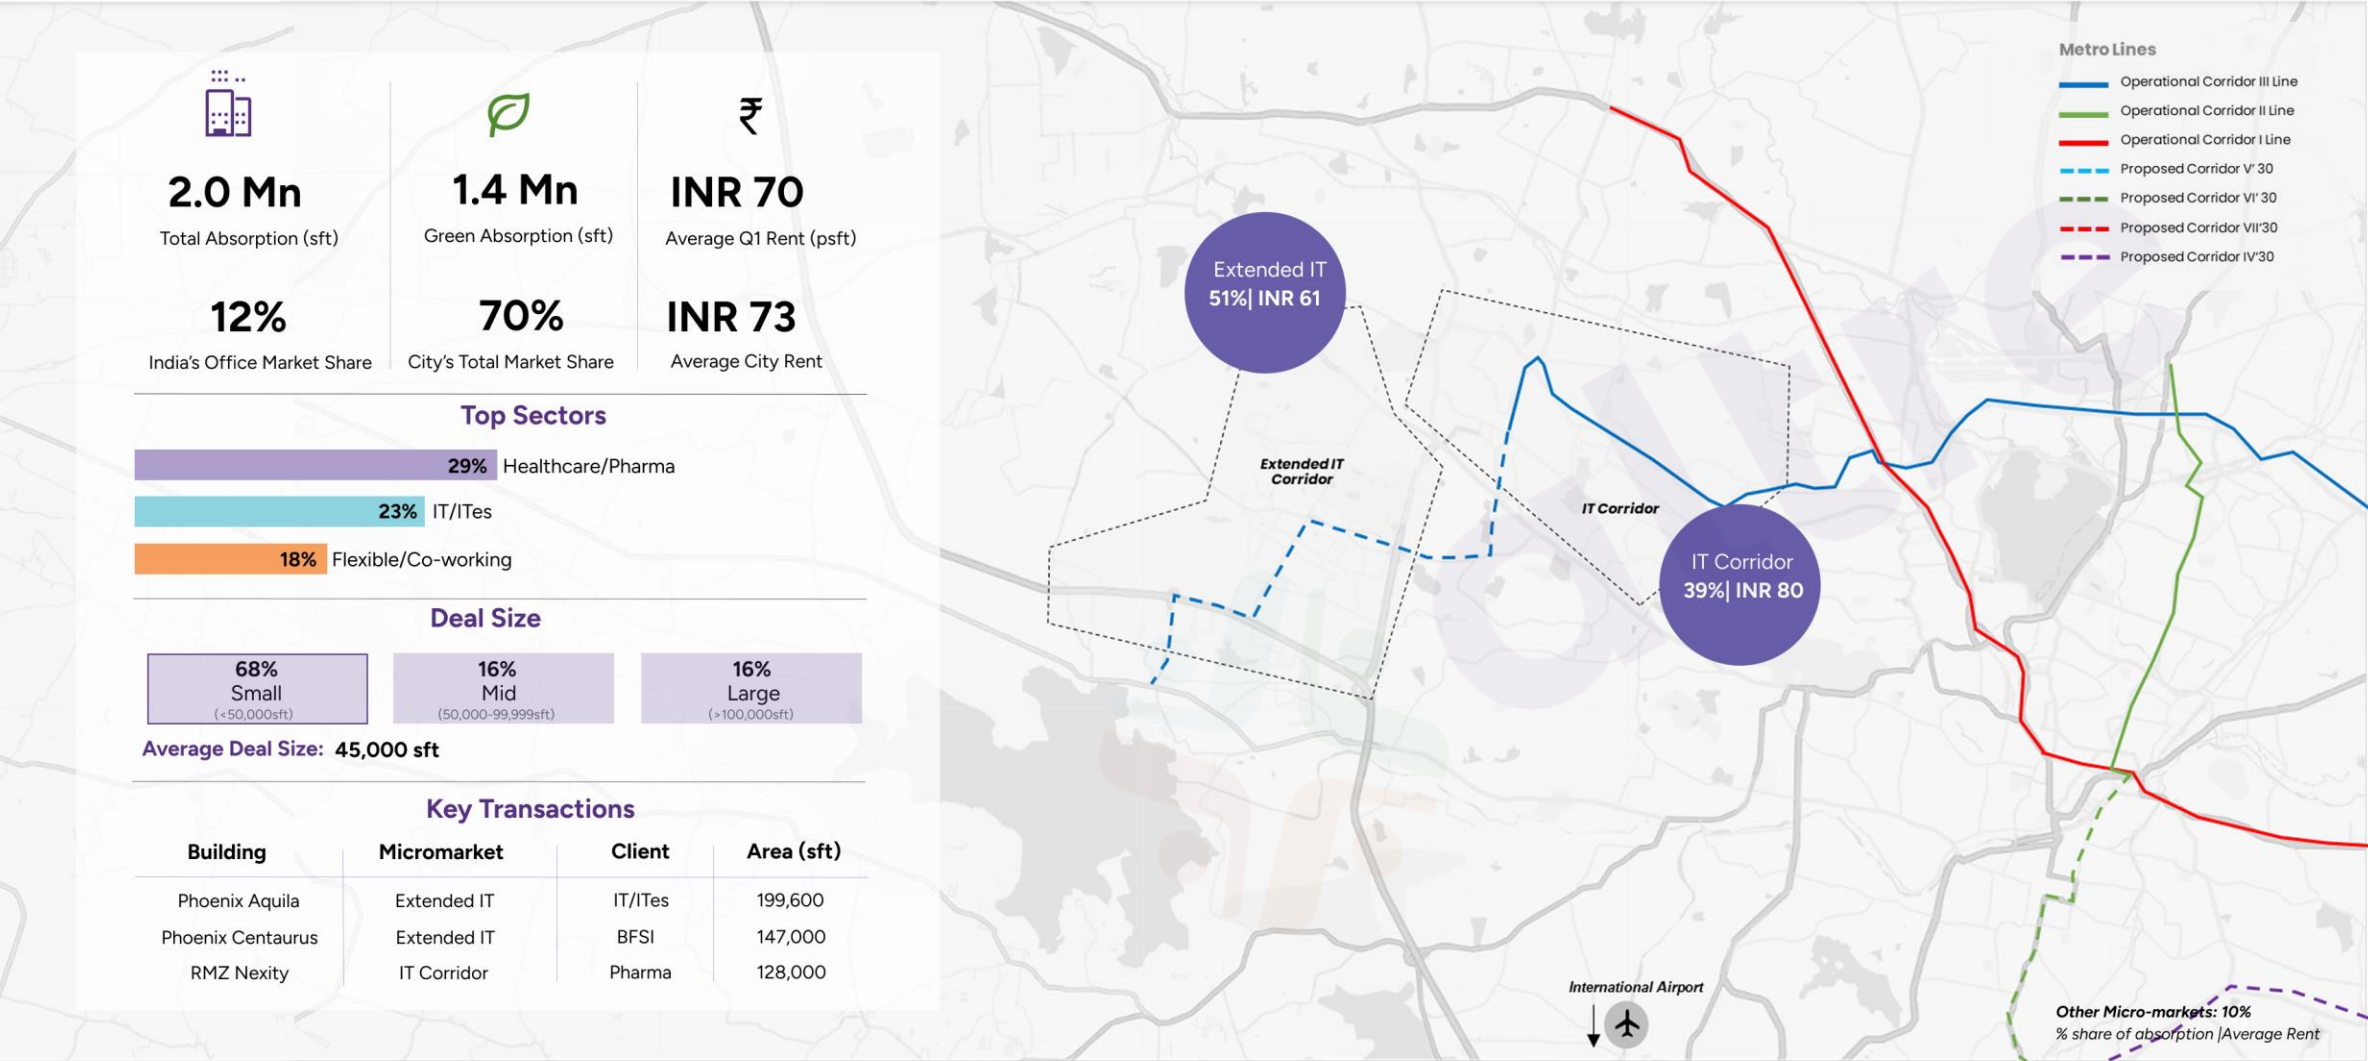 2.0 Mn
Total Absorption (sft)
1.4 Mn
Green Absorption (sft)
₹
INR 70
Average Q1 Rent (psft)
12%
India's Office Market Share
70%
City's Total Market Share
INR 73
Average City Rent
Top Sectors
29% Healthcare/Pharma
23% IT/ITes
18% Flexible/Co-working
Deal Size
68%
Small
(<50,000sft)
16%
Mid
(50,000-99,999sft)
16%
Large
(>100,000sft)
Average Deal Size: 45,000 sft
Key Transactions
Building Micromarket Client Area (sft)
Phoenix Aquila Extended IT IT/ITes 199,600
Phoenix Centaurus Extended IT BFSI 147,000
RMZ Nexity IT Corridor Pharma 128,000
Metro Lines
Operational Corridor III Line
Operational Corridor II Line
Operational Corridor I Line
Proposed Corridor V' 30
Proposed Corridor VI' 30
Proposed Corridor VII'30
Proposed Corridor IV'30
Extended IT
51%| INR 61
Extended IT
Corridor
IT Corridor
IT Corridor
39%| INR 80
International Airport
Other Micro-markets: 10%
% share of absorption |Average Rent